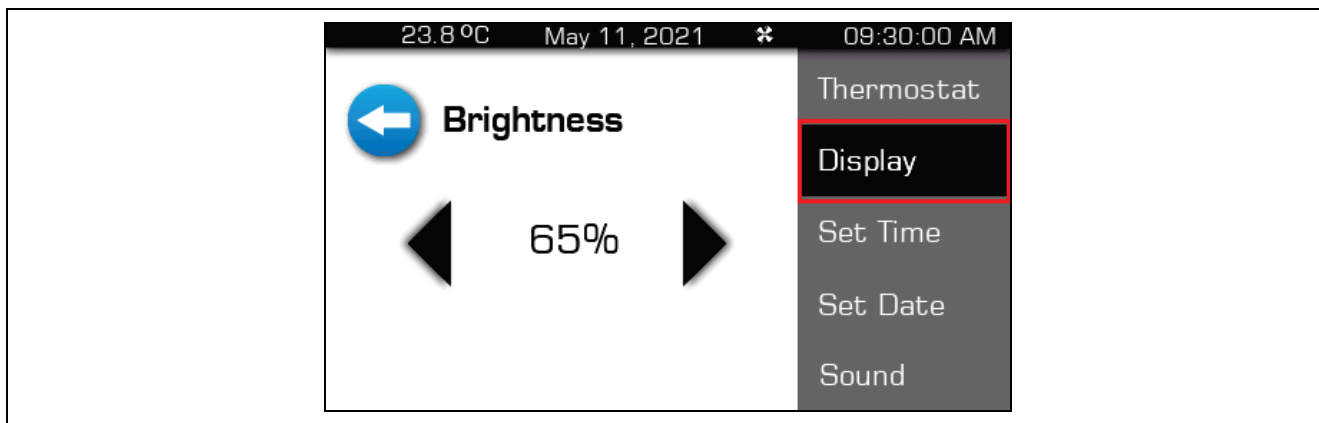 23.8 ºC May 11, 2021 09:30:00 AM
Brightness
65%
Thermostat
Display
Set Time
Set Date
Sound